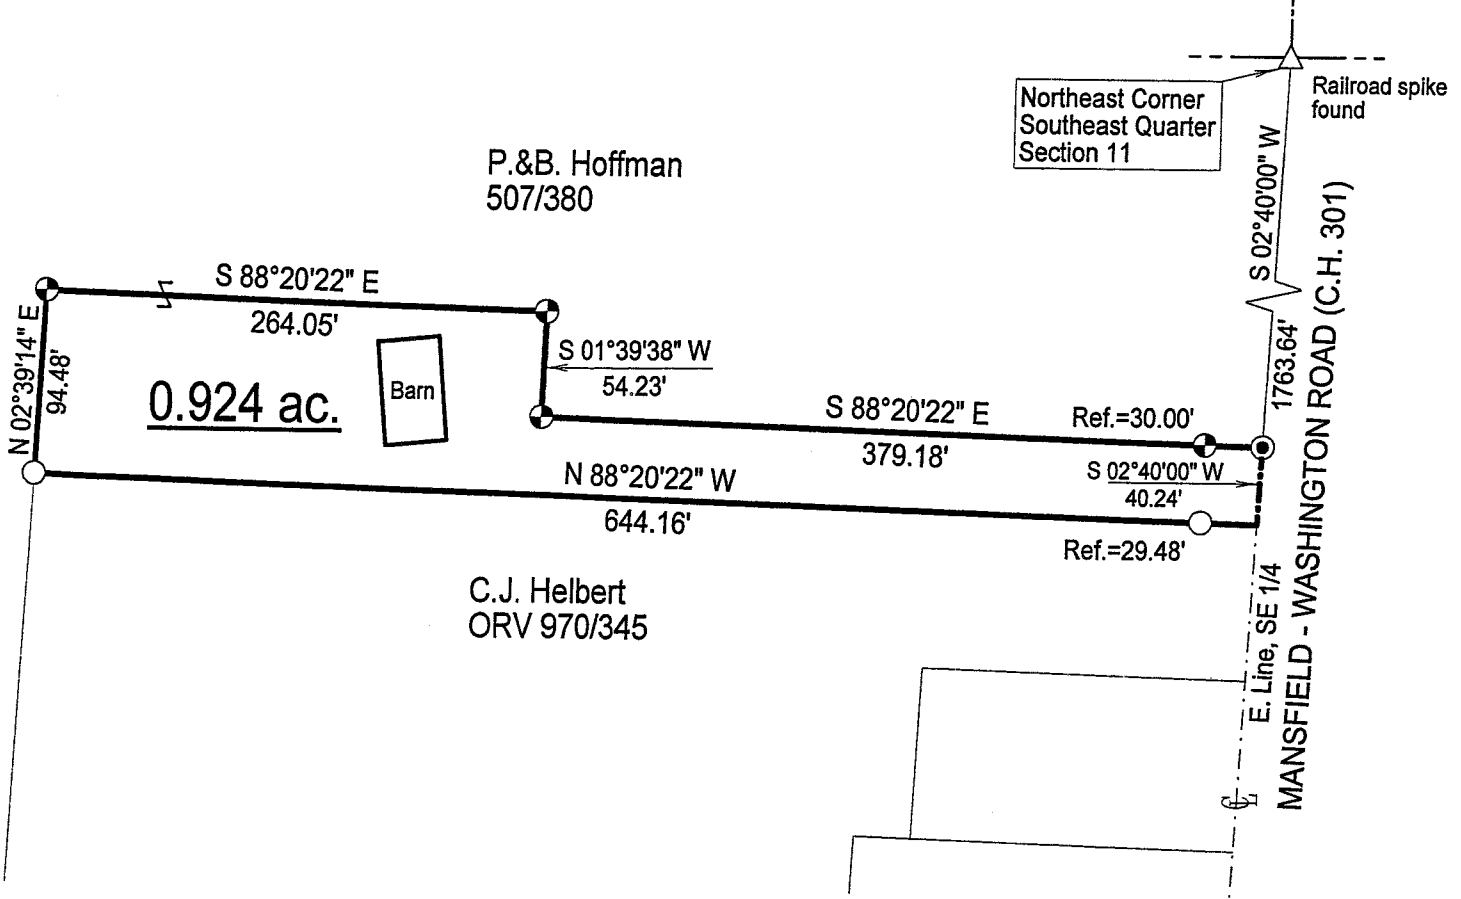 Northeast Corner
Southeast Quarter
Section 11
Railroad spike
found
S 02°40'00" W
1763.64'
P.&B. Hoffman
507/380
S 88°20'22" E
264.05'
N 02°39'14" E
94.48'
0.924 ac.
Barn
S 01°39'38" W
54.23'
S 88°20'22" E
379.18'
Ref.=30.00'
S 02°40'00" W
40.24'
N 88°20'22" W
644.16'
Ref.=29.48'
C.J. Helbert
ORV 970/345
E. Line, SE 1/4
MANSFIELD - WASHINGTON ROAD (C.H. 301)
℄